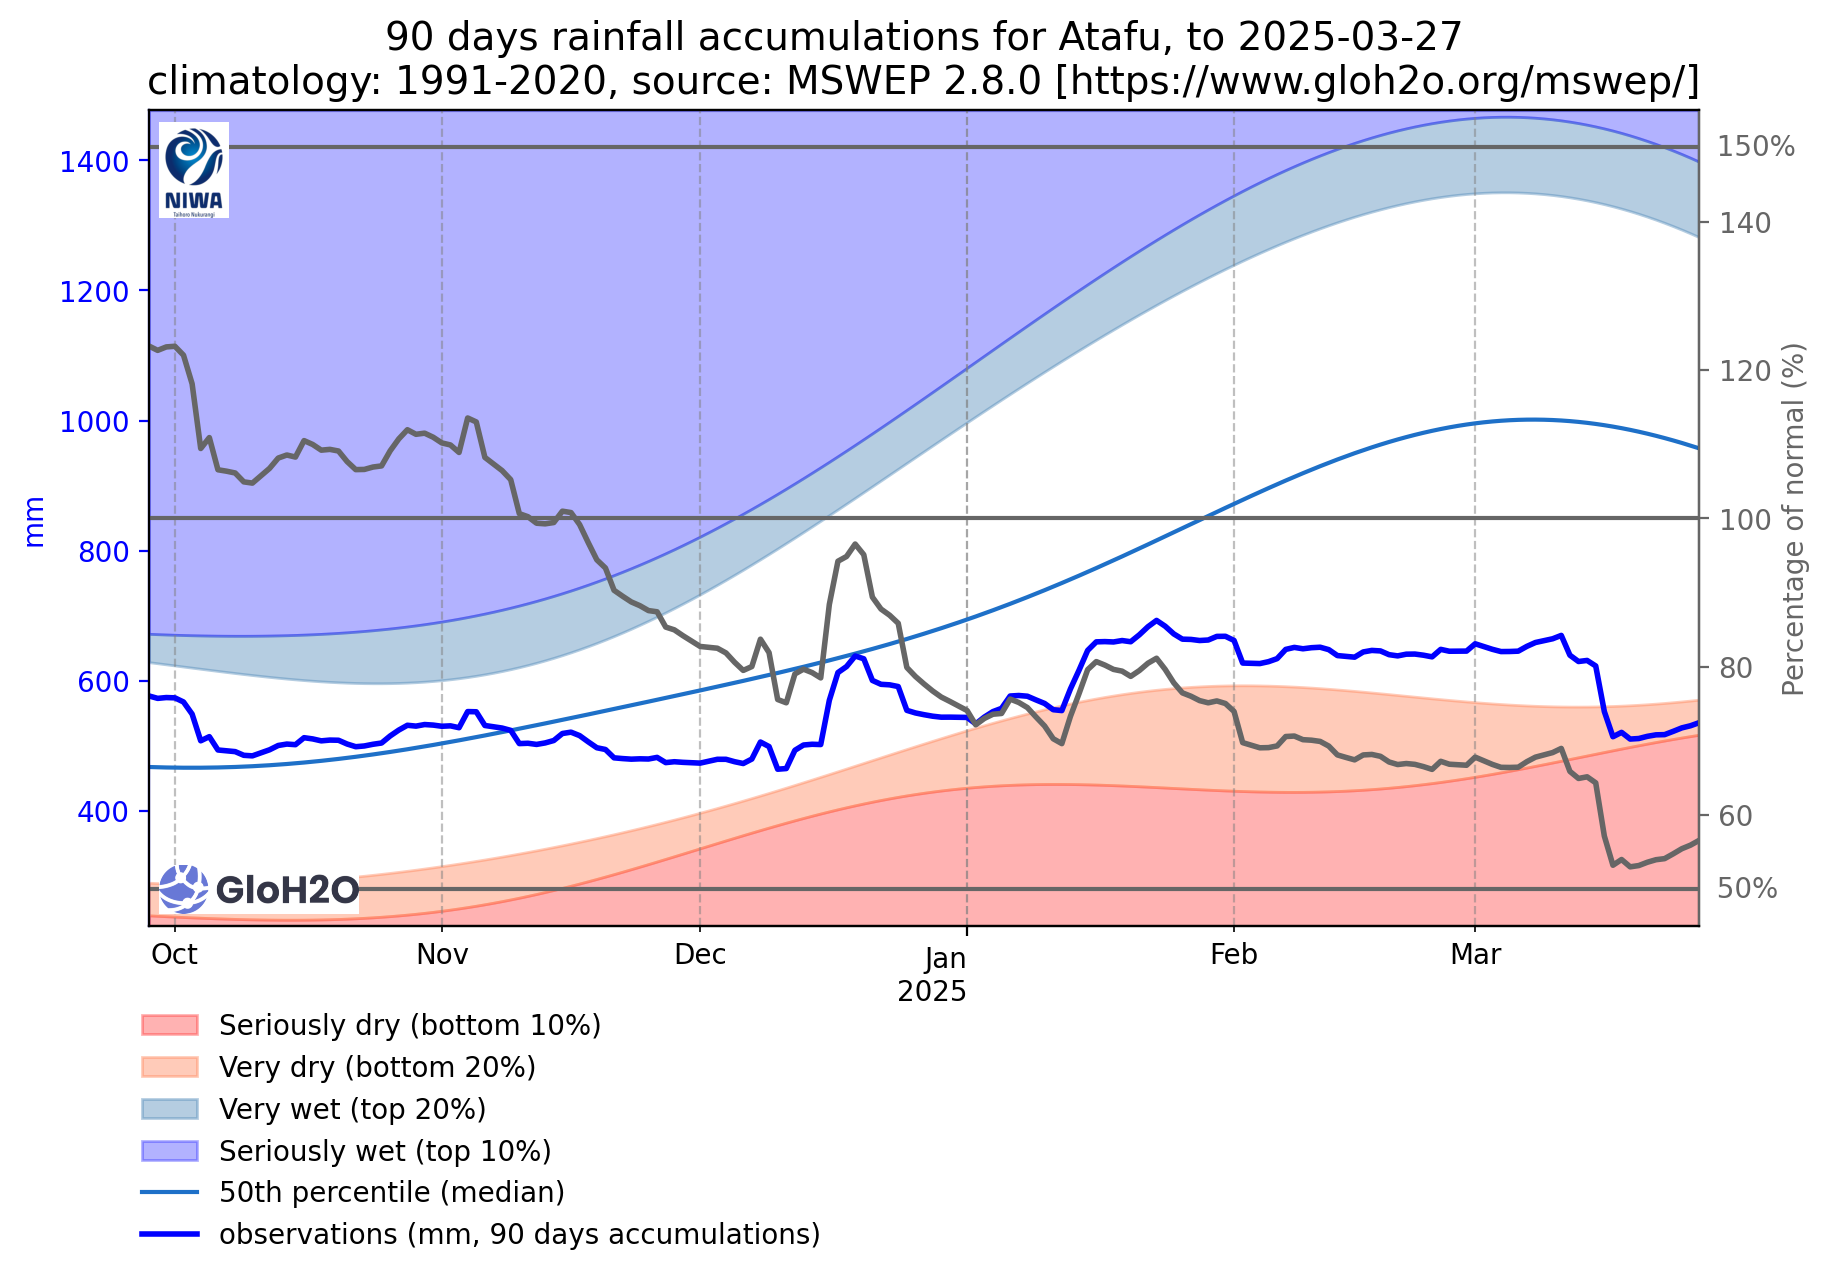 90 days rainfall accumulations for Atafu, to 2025-03-27
climatology: 1991-2020, source: MSWEP 2.8.0 [https://www.gloh2o.org/mswep/]
NIWA
Taihoro Nukurangi
1400
1200
1000
800
600
400
mm
150%
140
120
100
80
60
50%
Percentage of normal (%)
GloH2O
Oct
Nov
Dec
Jan
2025
Feb
Mar
Seriously dry (bottom 10%)
Very dry (bottom 20%)
Very wet (top 20%)
Seriously wet (top 10%)
50th percentile (median)
observations (mm, 90 days accumulations)